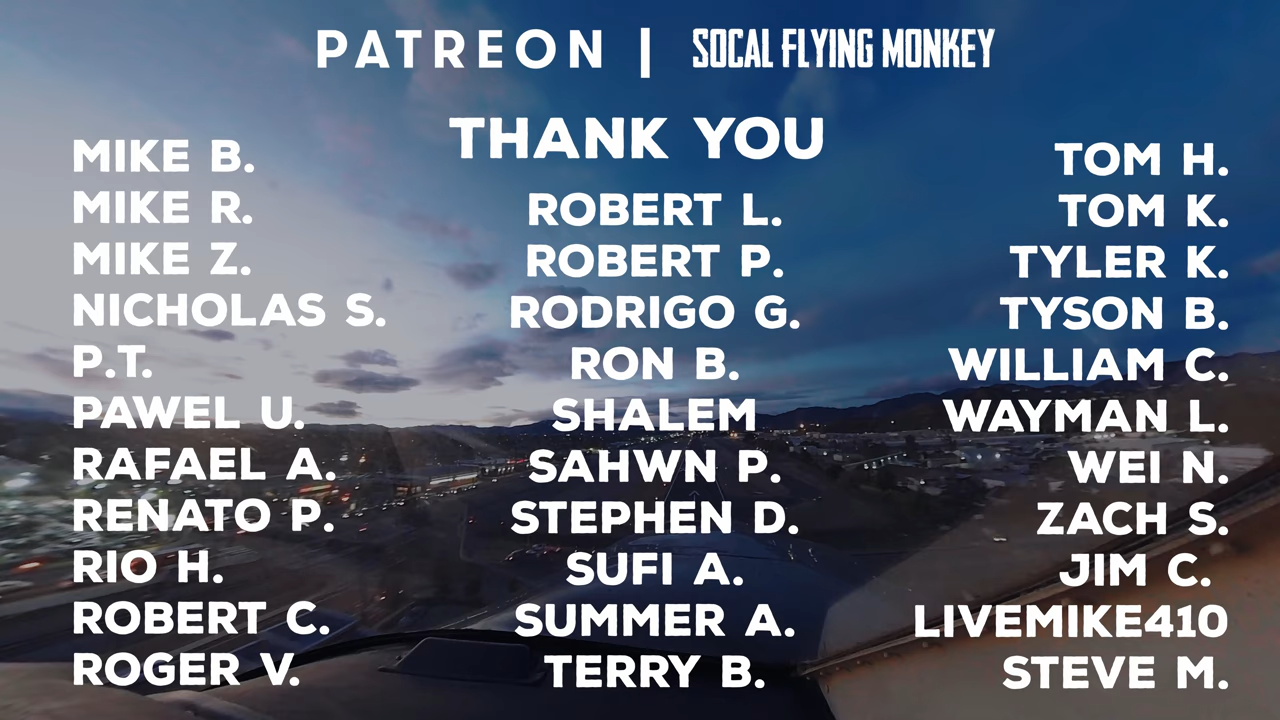 PATREON | SOCAL FLYING MONKEY
THANK YOU
MIKE B.
MIKE R.
MIKE Z.
NICHOLAS S.
P.T.
PAWEL U.
RAFAEL A.
RENATO P.
RIO H.
ROBERT C.
ROGER V.
ROBERT L.
ROBERT P.
RODRIGO G.
RON B.
SHALEM
SAHWN P.
STEPHEN D.
SUFI A.
SUMMER A.
TERRY B.
TOM H.
TOM K.
TYLER K.
TYSON B.
WILLIAM C.
WAYMAN L.
WEI N.
ZACH S.
JIM C.
LIVEMIKE410
STEVE M.